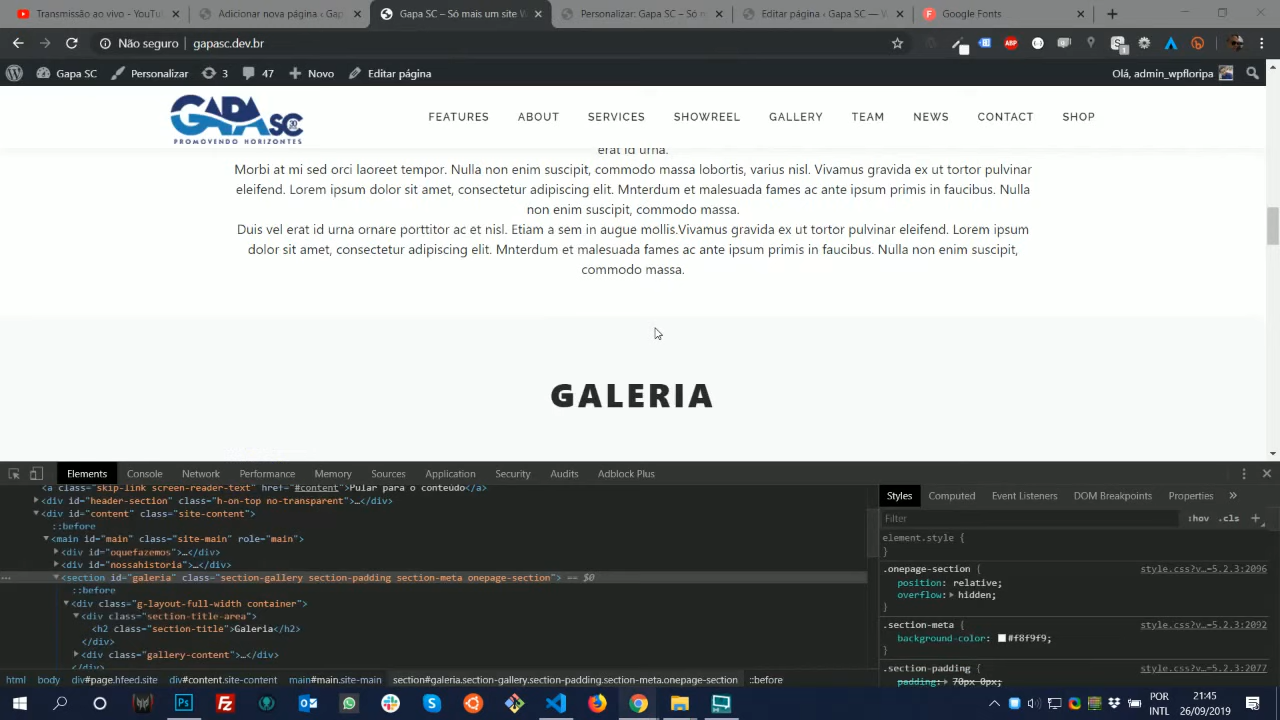 Transmissão ao vivo - YouTu
Adicionar nova página ‹ Gap
Gapa SC – Só mais um site W
Personalizar: Gapa SC – Só n
Editar página ‹ Gapa SC — W
Google Fonts
Não seguro | gapasc.dev.br
Gapa SC
Personalizar
3
47
Novo
Editar página
Olá, admin_wpfloripa
GAPA SC
PROMOVENDO HORIZONTES
FEATURES
ABOUT
SERVICES
SHOWREEL
GALLERY
TEAM
NEWS
CONTACT
SHOP
erat id urna.
Morbi at mi sed orci laoreet tempor. Nulla non enim suscipit, commodo massa lobortis, varius nisl. Vivamus gravida ex ut tortor pulvinar
eleifend. Lorem ipsum dolor sit amet, consectetur adipiscing elit. Mnterdum et malesuada fames ac ante ipsum primis in faucibus. Nulla
non enim suscipit, commodo massa.
Duis vel erat id urna ornare porttitor ac et nisl. Etiam a sem in augue mollis.Vivamus gravida ex ut tortor pulvinar eleifend. Lorem ipsum
dolor sit amet, consectetur adipiscing elit. Mnterdum et malesuada fames ac ante ipsum primis in faucibus. Nulla non enim suscipit,
commodo massa.
GALERIA
Elements
Console
Network
Performance
Memory
Sources
Application
Security
Audits
Adblock Plus
<a class="skip-link screen-reader-text" href="#content">Pular para o conteúdo</a>
<div id="header-section" class="h-on-top no-transparent">…</div>
<div id="content" class="site-content">
::before
<main id="main" class="site-main" role="main">
<div id="oquefazemos">…</div>
<div id="nossahistoria">…</div>
<section id="galeria" class="section-gallery section-padding section-meta onepage-section"> == $0
::before
<div class="g-layout-full-width container">
<div class="section-title-area">
<h2 class="section-title">Galeria</h2>
</div>
<div class="gallery-content">…</div>
</div>
html
body
div#page.hfeed.site
div#content.site-content
main#main.site-main
section#galeria.section-gallery.section-padding.section-meta.onepage-section
::before
Styles
Computed
Event Listeners
DOM Breakpoints
Properties
Filter
:hov
.cls
element.style {
}
.onepage-section {
style.css?v…=5.2.3:2096
position: relative;
overflow: hidden;
}
.section-meta {
style.css?v…=5.2.3:2092
background-color: #f8f9f9;
}
.section-padding {
style.css?v…=5.2.3:2077
padding: 70px 0px;
POR
INTL
21:45
26/09/2019